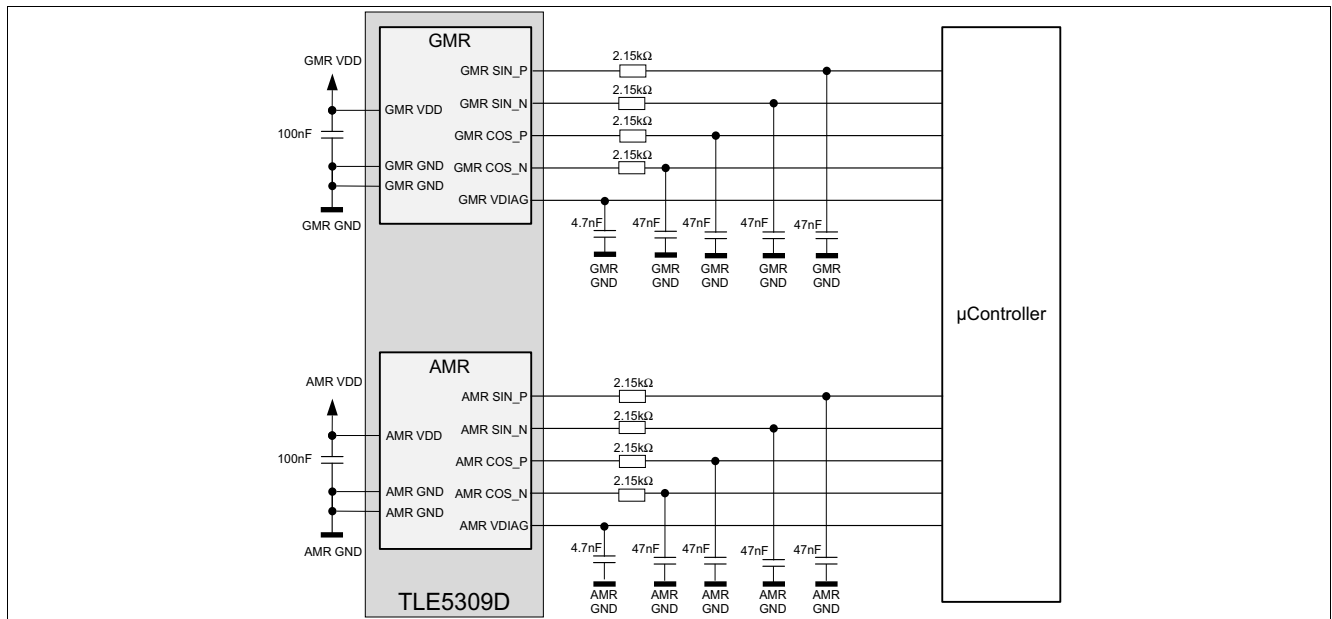 GMR
GMR VDD
2.15kΩ
GMR SIN_P
2.15kΩ
GMR VDD
GMR SIN_N
2.15kΩ
100nF
GMR COS_P
2.15kΩ
GMR GND
GMR COS_N
GMR GND
GMR VDIAG
GMR GND
4.7nF 47nF 47nF 47nF 47nF
GMR GMR GMR GMR GMR
GND GND GND GND GND
µController
AMR
AMR VDD
2.15kΩ
AMR SIN_P
2.15kΩ
AMR VDD
AMR SIN_N
2.15kΩ
100nF
AMR COS_P
2.15kΩ
AMR GND
AMR COS_N
AMR GND
AMR VDIAG
AMR GND
4.7nF 47nF 47nF 47nF 47nF
AMR AMR AMR AMR AMR
GND GND GND GND GND
TLE5309D